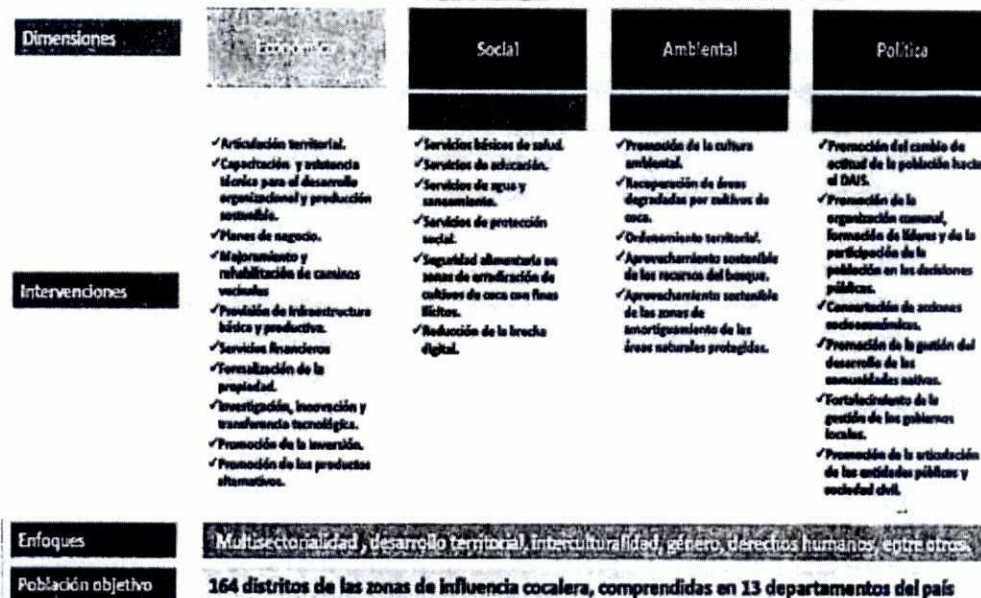 Dimensiones
Economía
Social
Ambiental
Política
✓Articulación territorial.
✓Capacitación y asistencia
técnica para el desarrollo
organizacional y producción
sostenible.
✓Planes de negocio.
✓Mejoramiento y
rehabilitación de caminos
vecinales
✓Provisión de infraestructura
básica y productiva.
✓Servicios financieros
✓Formalización de la
propiedad.
✓Investigación, innovación y
transferencia tecnológica.
✓Promoción de la inversión.
✓Promoción de los productos
alternativos.
✓Servicios básicos de salud.
✓Servicios de educación.
✓Servicios de agua y
saneamiento.
✓Servicios de protección
social.
✓Seguridad alimentaria en
zonas de erradicación de
cultivos de coca con fines
ilícitos.
✓Reducción de la brecha
digital.
✓Promoción de la cultura
ambiental.
✓Recuperación de áreas
degradadas por cultivos de
coca.
✓Ordenamiento territorial.
✓Aprovechamiento sostenible
de los recursos del bosque.
✓Aprovechamiento sostenible
de las zonas de
amortiguamiento de las
áreas naturales protegidas.
✓Promoción del cambio de
actitud de la población hacia
el DAIS.
✓Promoción de la
organización comunal,
formación de líderes y de la
participación de la
población en las decisiones
públicas.
✓Concertación de acciones
socioeconómicas.
✓Promoción de la gestión del
desarrollo de las
comunidades nativas.
✓Fortalecimiento de la
gestión de los gobiernos
locales.
✓Promoción de la articulación
de las entidades públicas y
sociedad civil.
Intervenciones
Enfoques
Multisectorialidad , desarrollo territorial, interculturalidad, género, derechos humanos, entre otros.
Población objetivo
164 distritos de las zonas de influencia cocalera, comprendidas en 13 departamentos del país